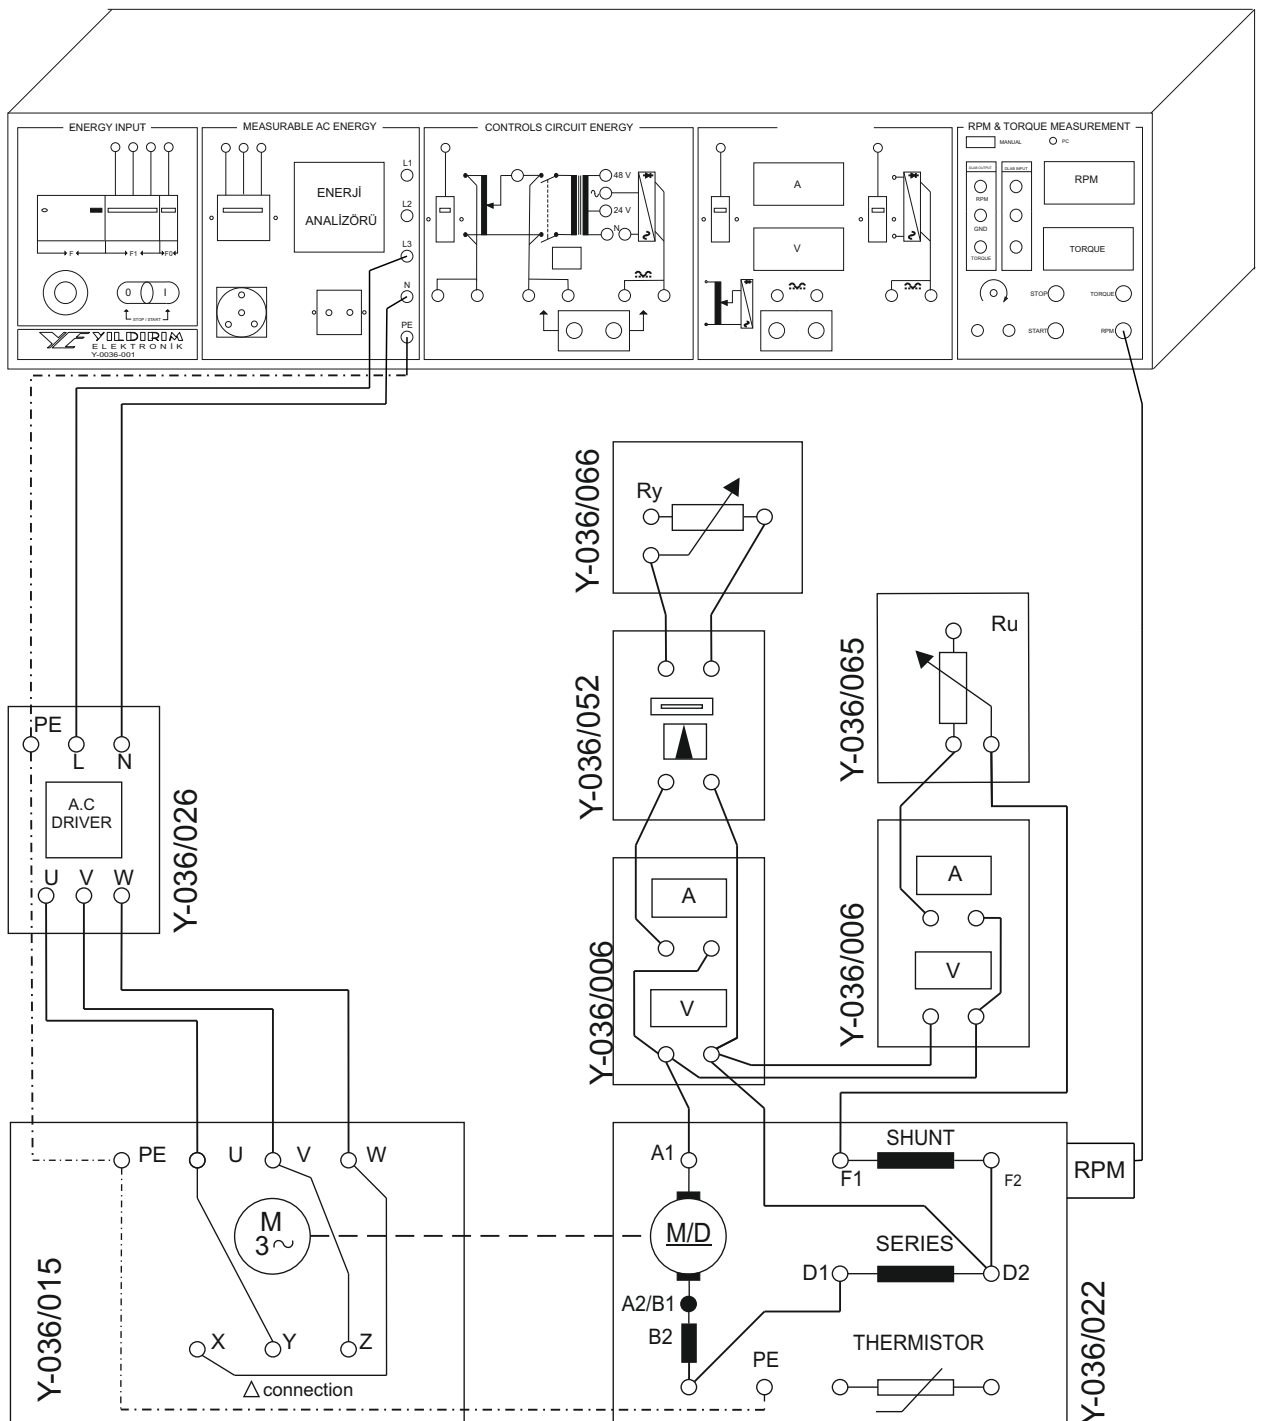 ENERGY INPUT
MEASURABLE AC ENERGY
CONTROLS CIRCUIT ENERGY
RPM & TORQUE MEASUREMENT
MANUAL
PC
DLAB OUTPUT
DLAB INPUT
RPM
GND
TORQUE
RPM
TORQUE
STOP
TORQUE
START
RPM
F
F1
F0
0
I
STOP / START
YILDIRIM
ELEKTRONİK
Y-0036-001
ENERJİ
ANALİZÖRÜ
L1
L2
L3
N
PE
48 V
24 V
N
A
V
Y-036/066
Ry
Y-036/052
Y-036/065
Ru
Y-036/026
PE
L
N
A.C
DRIVER
U
V
W
Y-036/006
A
V
Y-036/006
A
V
Y-036/015
PE
U
V
W
M
3~
X
Y
Z
△ connection
Y-036/022
A1
M/D
A2/B1
B2
PE
SHUNT
F1
F2
SERIES
D1
D2
THERMISTOR
RPM